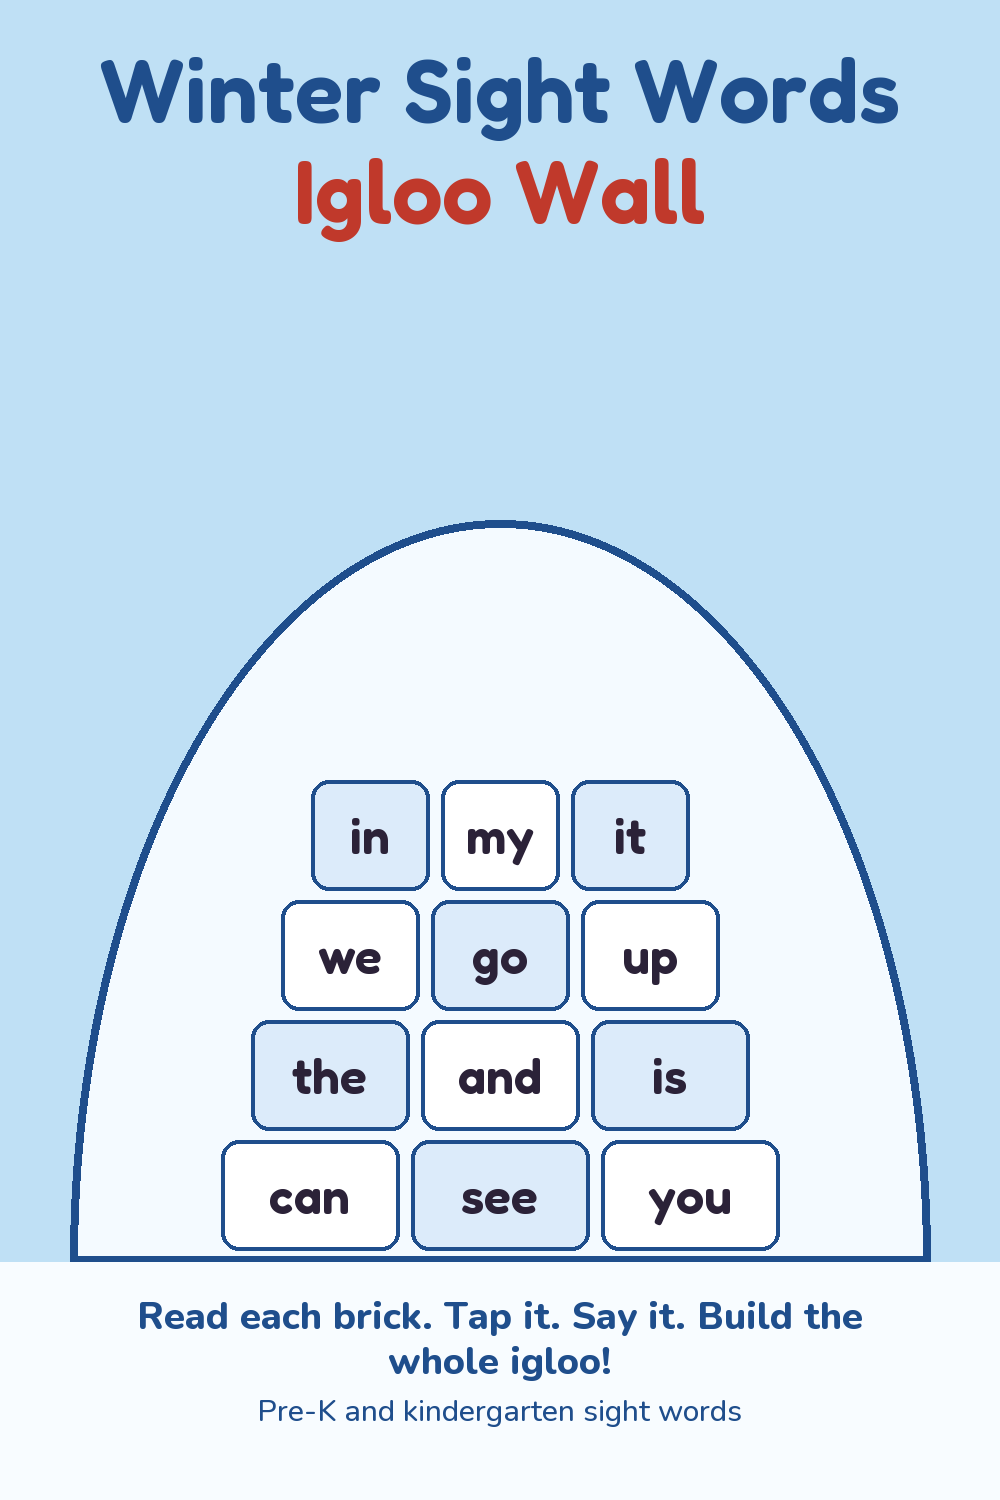 Winter Sight Words
Igloo Wall
in my it
we go up
the and is
can see you
Read each brick. Tap it. Say it. Build the
whole igloo!
Pre-K and kindergarten sight words